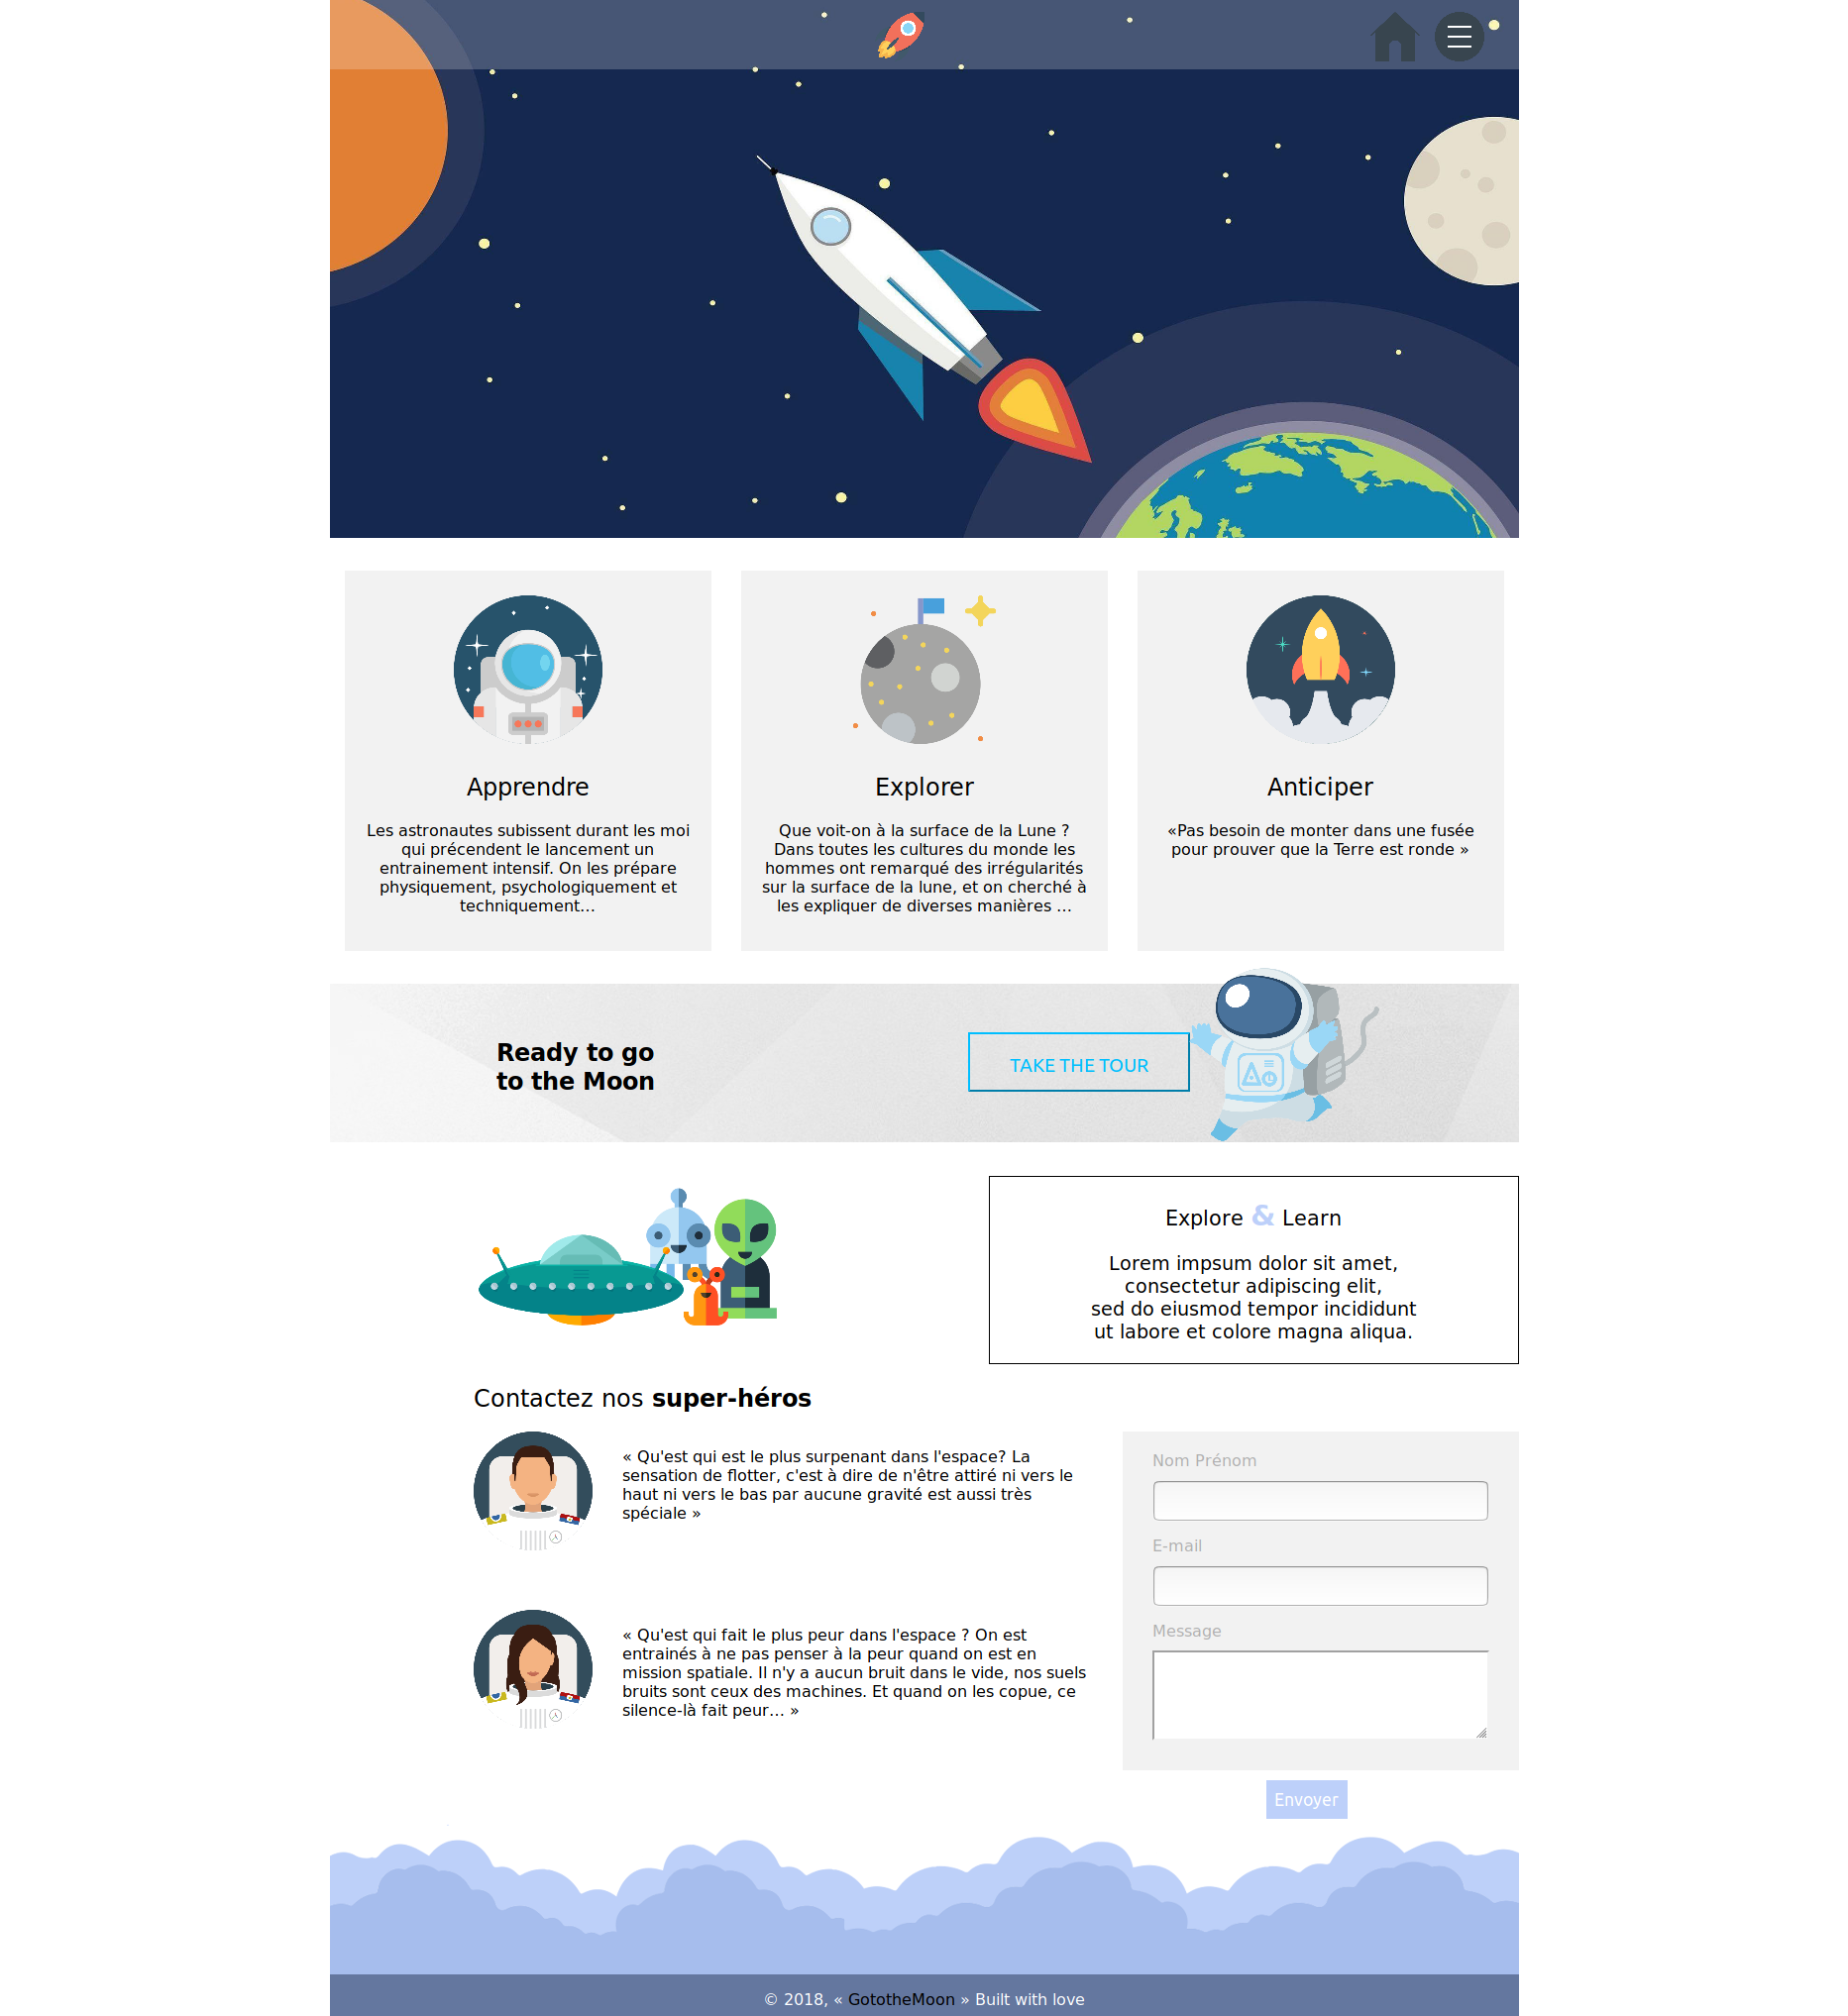 Apprendre
Les astronautes subissent durant les moi
qui précendent le lancement un
entrainement intensif. On les prépare
physiquement, psychologiquement et
techniquement...
Explorer
Que voit-on à la surface de la Lune ?
Dans toutes les cultures du monde les
hommes ont remarqué des irrégularités
sur la surface de la lune, et on cherché à
les expliquer de diverses manières ...
Anticiper
«Pas besoin de monter dans une fusée
pour prouver que la Terre est ronde »
Ready to go
to the Moon
TAKE THE TOUR
Explore & Learn
Lorem impsum dolor sit amet,
consectetur adipiscing elit,
sed do eiusmod tempor incididunt
ut labore et colore magna aliqua.
Contactez nos super-héros
« Qu'est qui est le plus surpenant dans l'espace? La
sensation de flotter, c'est à dire de n'être attiré ni vers le
haut ni vers le bas par aucune gravité est aussi très
spéciale »
« Qu'est qui fait le plus peur dans l'espace ? On est
entrainés à ne pas penser à la peur quand on est en
mission spatiale. Il n'y a aucun bruit dans le vide, nos suels
bruits sont ceux des machines. Et quand on les copue, ce
silence-là fait peur... »
Nom Prénom
E-mail
Message
Envoyer
© 2018, « GototheMoon » Built with love